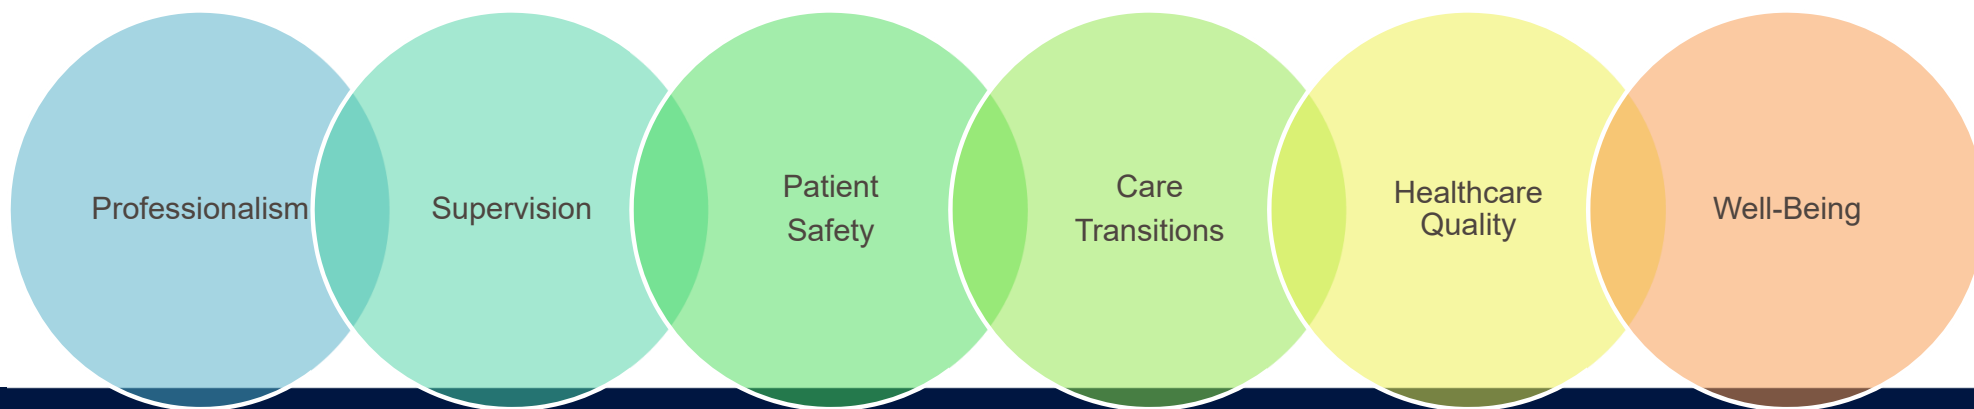 Professionalism
Supervision
Patient
Safety
Care
Transitions
Healthcare
Quality
Well-Being